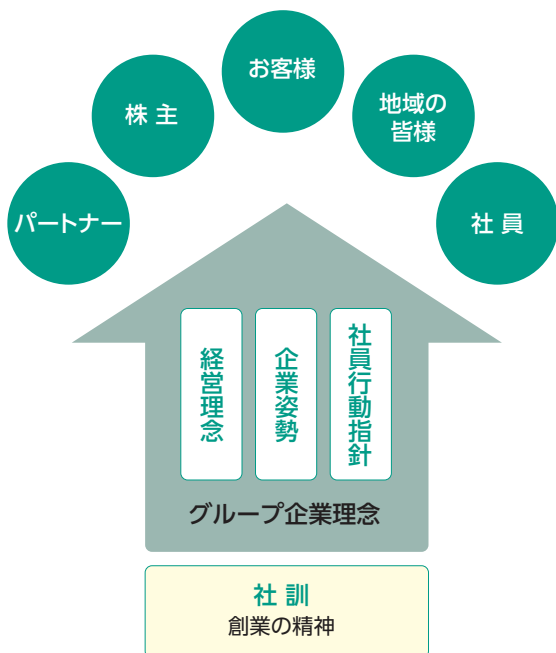 お客様
株 主
地域の
皆様
パートナー
社 員
経営理念
企業姿勢
社員行動指針
グループ企業理念
社 訓
創業の精神